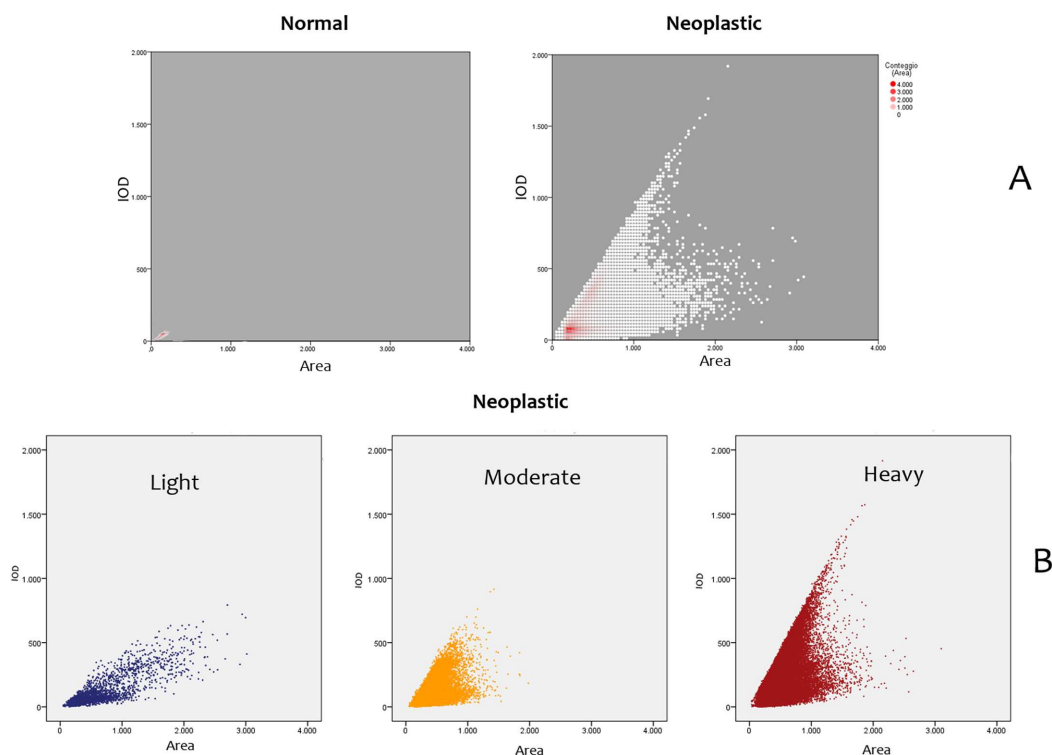 Normal
Neoplastic
2.000
1.500
1.000
500
0
IOD
.0
1.000
2.000
3.000
4.000
Area
2.000
1.500
1.000
500
0
IOD
0
1.000
2.000
3.000
4.000
Area
Conteggio
(Area)
4.000
3.000
2.000
1.000
0
A
Neoplastic
Light
2.000
1.500
1.000
500
0
IOD
0
1.000
2.000
3.000
4.000
Area
Moderate
2.000
1.500
1.000
500
0
IOD
0
1.000
2.000
3.000
4.000
Area
Heavy
2.000
1.500
1.000
500
0
IOD
0
1.000
2.000
3.000
4.000
Area
B